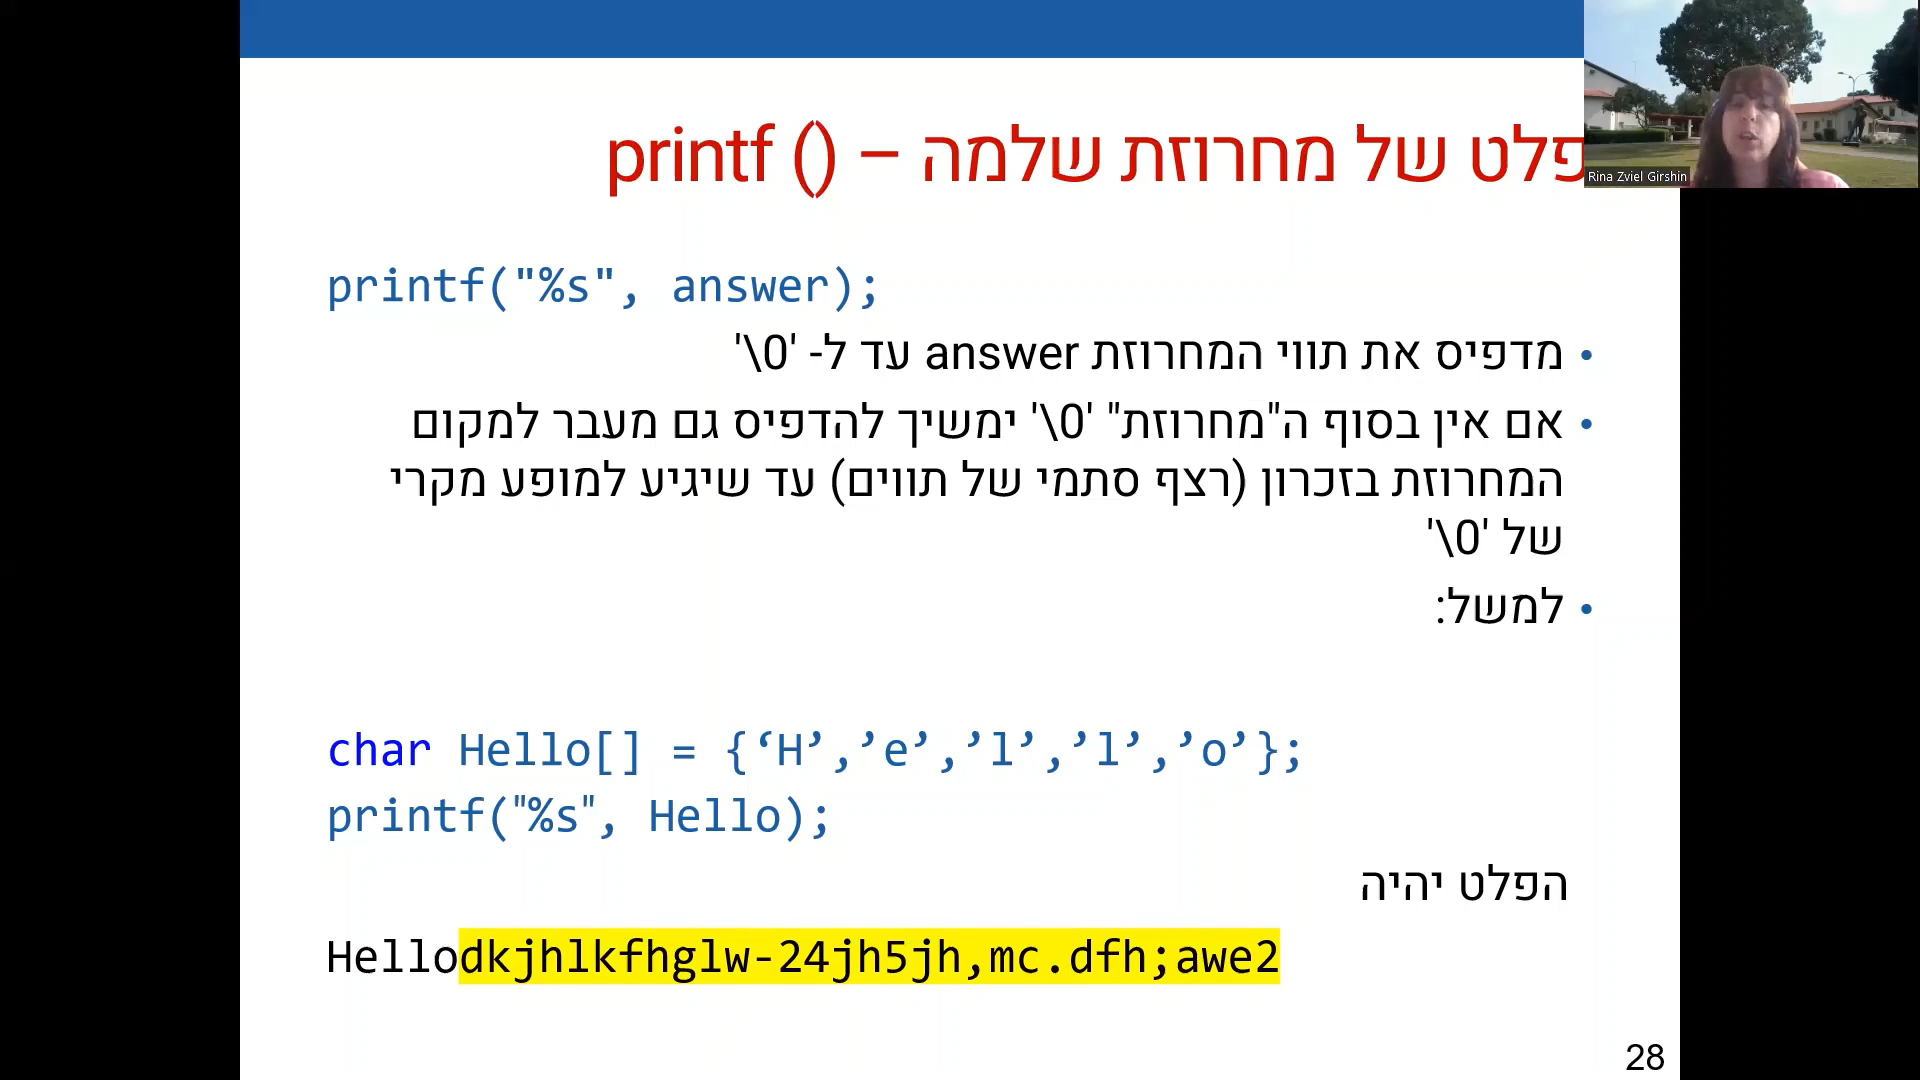 פלט של מחרוזת שלמה – printf ()
Rina Zviel Girshin
printf("%s", answer);
• מדפיס את תווי המחרוזת answer עד ל- '\0'
• אם אין בסוף ה"מחרוזת" '\0' ימשיך להדפיס גם מעבר למקום
המחרוזת בזכרון (רצף סתמי של תווים) עד שיגיע למופע מקרי
של '\0'
• למשל:
char Hello[] = {‘H’,’e’,’l’,’l’,’o’};
printf("%s", Hello);
הפלט יהיה
Hellodkjhlkfhglw-24jh5jh,mc.dfh;awe2
28